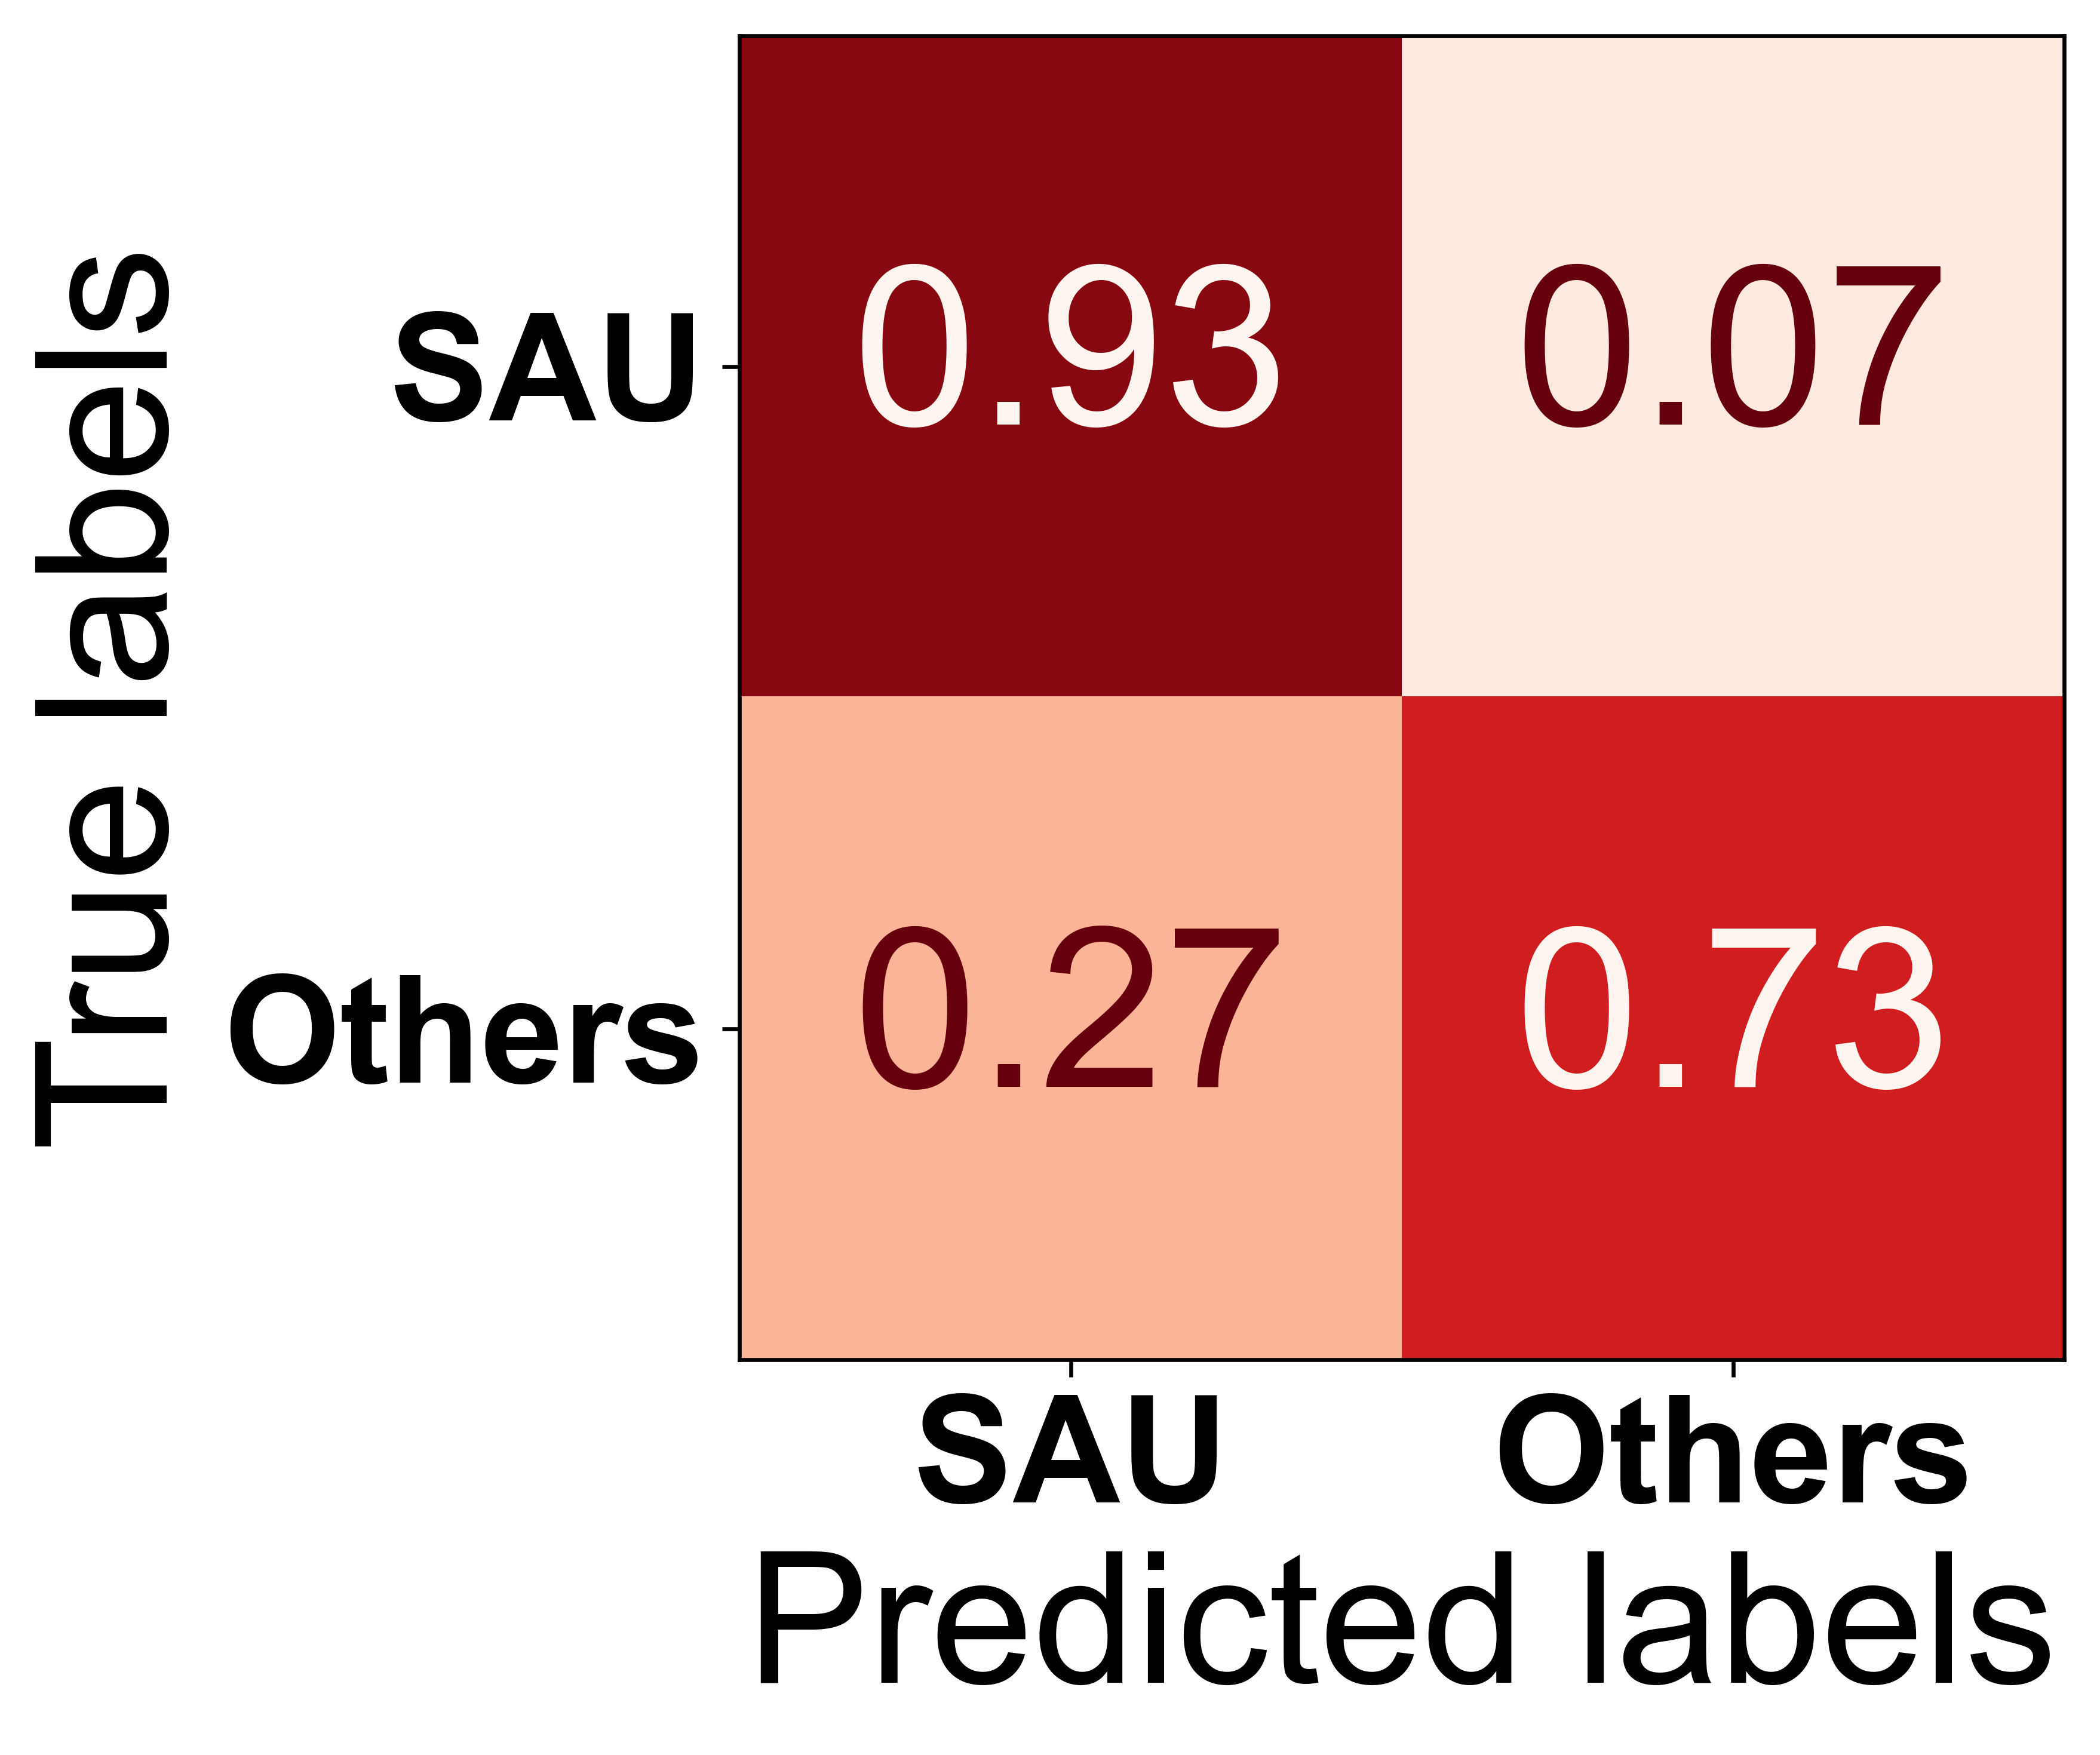 True labels
SAU
0.93 0.07
Others
0.27 0.73
SAU Others
Predicted labels